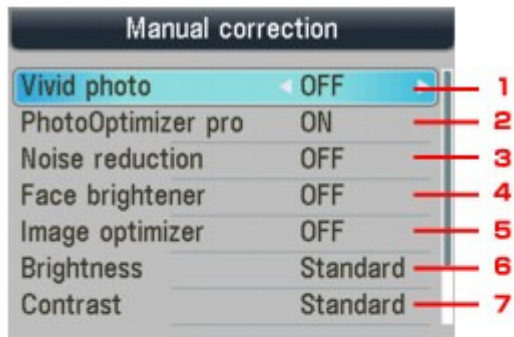 Manual correction
Vivid photo OFF 1
PhotoOptimizer pro ON 2
Noise reduction OFF 3
Face brightener OFF 4
Image optimizer OFF 5
Brightness Standard 6
Contrast Standard 7